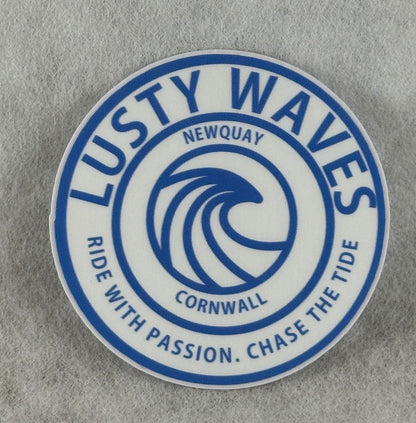 LUSTY WAVES
NEWQUAY
CORNWALL
RIDE WITH PASSION. CHASE THE TIDE